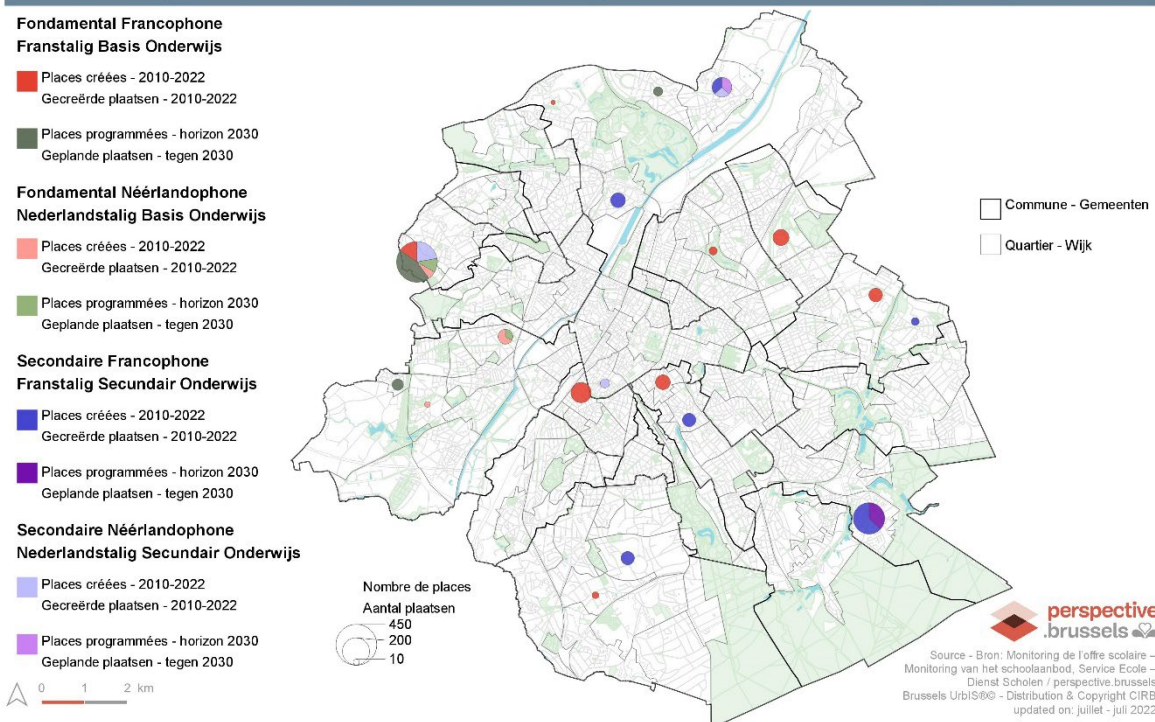 Fondamental Francophone
Franstalig Basis Onderwijs
Places créées - 2010-2022
Gecreërde plaatsen - 2010-2022
Places programmées - horizon 2030
Geplande plaatsen - tegen 2030
Fondamental Néérlandophone
Nederlandstalig Basis Onderwijs
Places créées - 2010-2022
Gecreërde plaatsen - 2010-2022
Places programmées - horizon 2030
Geplande plaatsen - tegen 2030
Secondaire Francophone
Franstalig Secundair Onderwijs
Places créées - 2010-2022
Gecreërde plaatsen - 2010-2022
Places programmées - horizon 2030
Geplande plaatsen - tegen 2030
Secondaire Néérlandophone
Nederlandstalig Secundair Onderwijs
Places créées - 2010-2022
Gecreërde plaatsen - 2010-2022
Places programmées - horizon 2030
Geplande plaatsen - tegen 2030
0 1 2 km
Nombre de places
Aantal plaatsen
450
200
10
Commune - Gemeenten
Quartier - Wijk
perspective
.brussels
Source - Bron: Monitoring de l'offre scolaire –
Monitoring van het schoolaanbod, Service Ecole –
Dienst Scholen / perspective.brussels
Brussels UrbIS®© - Distribution & Copyright CIRB
updated on: juillet - juli 2022